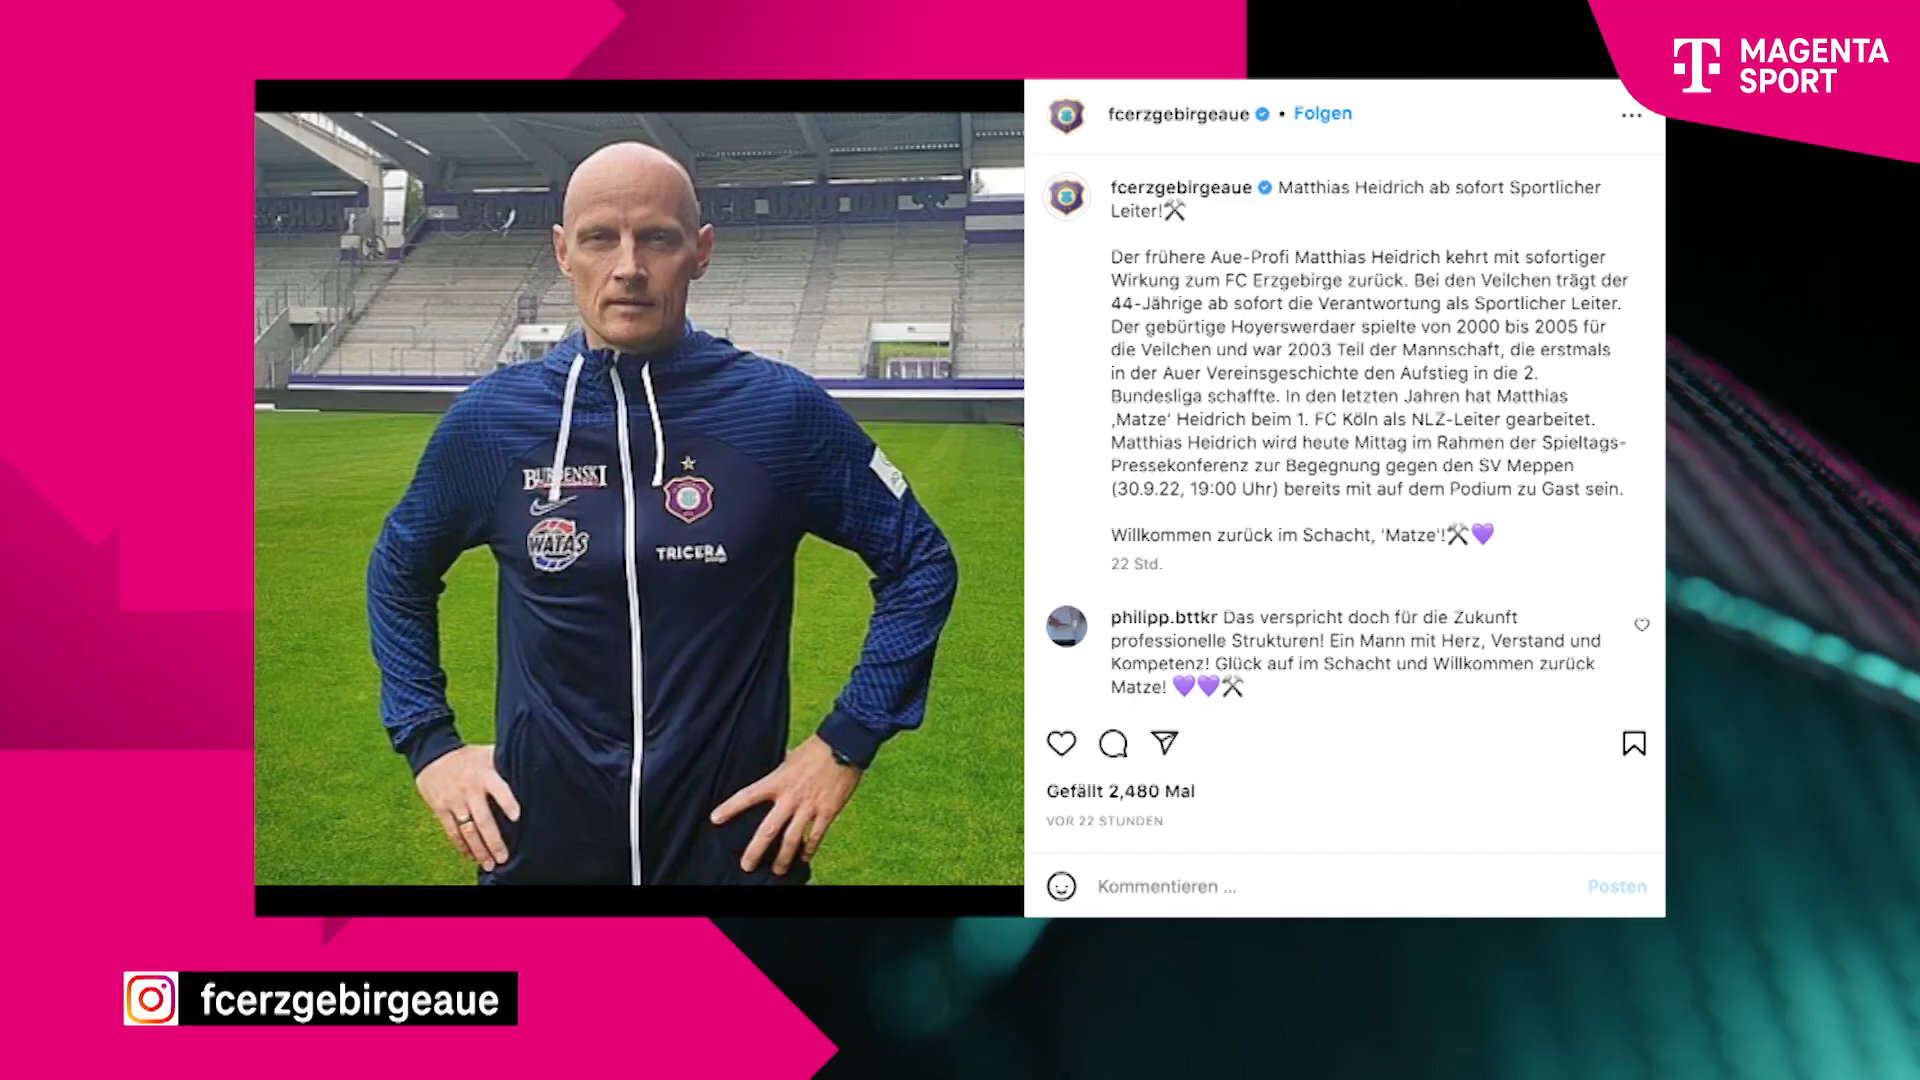 MAGENTA
SPORT
fcerzgebirgeaue • Folgen
fcerzgebirgeaue Matthias Heidrich ab sofort Sportlicher
Leiter!⚒
Der frühere Aue-Profi Matthias Heidrich kehrt mit sofortiger
Wirkung zum FC Erzgebirge zurück. Bei den Veilchen trägt der
44-Jährige ab sofort die Verantwortung als Sportlicher Leiter.
Der gebürtige Hoyerswerdaer spielte von 2000 bis 2005 für
die Veilchen und war 2003 Teil der Mannschaft, die erstmals
in der Auer Vereinsgeschichte den Aufstieg in die 2.
Bundesliga schaffte. In den letzten Jahren hat Matthias
‚Matze‘ Heidrich beim 1. FC Köln als NLZ-Leiter gearbeitet.
Matthias Heidrich wird heute Mittag im Rahmen der Spieltags-
Pressekonferenz zur Begegnung gegen den SV Meppen
(30.9.22, 19:00 Uhr) bereits mit auf dem Podium zu Gast sein.
Willkommen zurück im Schacht, 'Matze'!⚒💜
22 Std.
philipp.bttkr Das verspricht doch für die Zukunft
professionelle Strukturen! Ein Mann mit Herz, Verstand und
Kompetenz! Glück auf im Schacht und Willkommen zurück
Matze! 💜💜⚒
Gefällt 2,480 Mal
VOR 22 STUNDEN
Kommentieren ...
Posten
WATAS
TRICERA
fcerzgebirgeaue